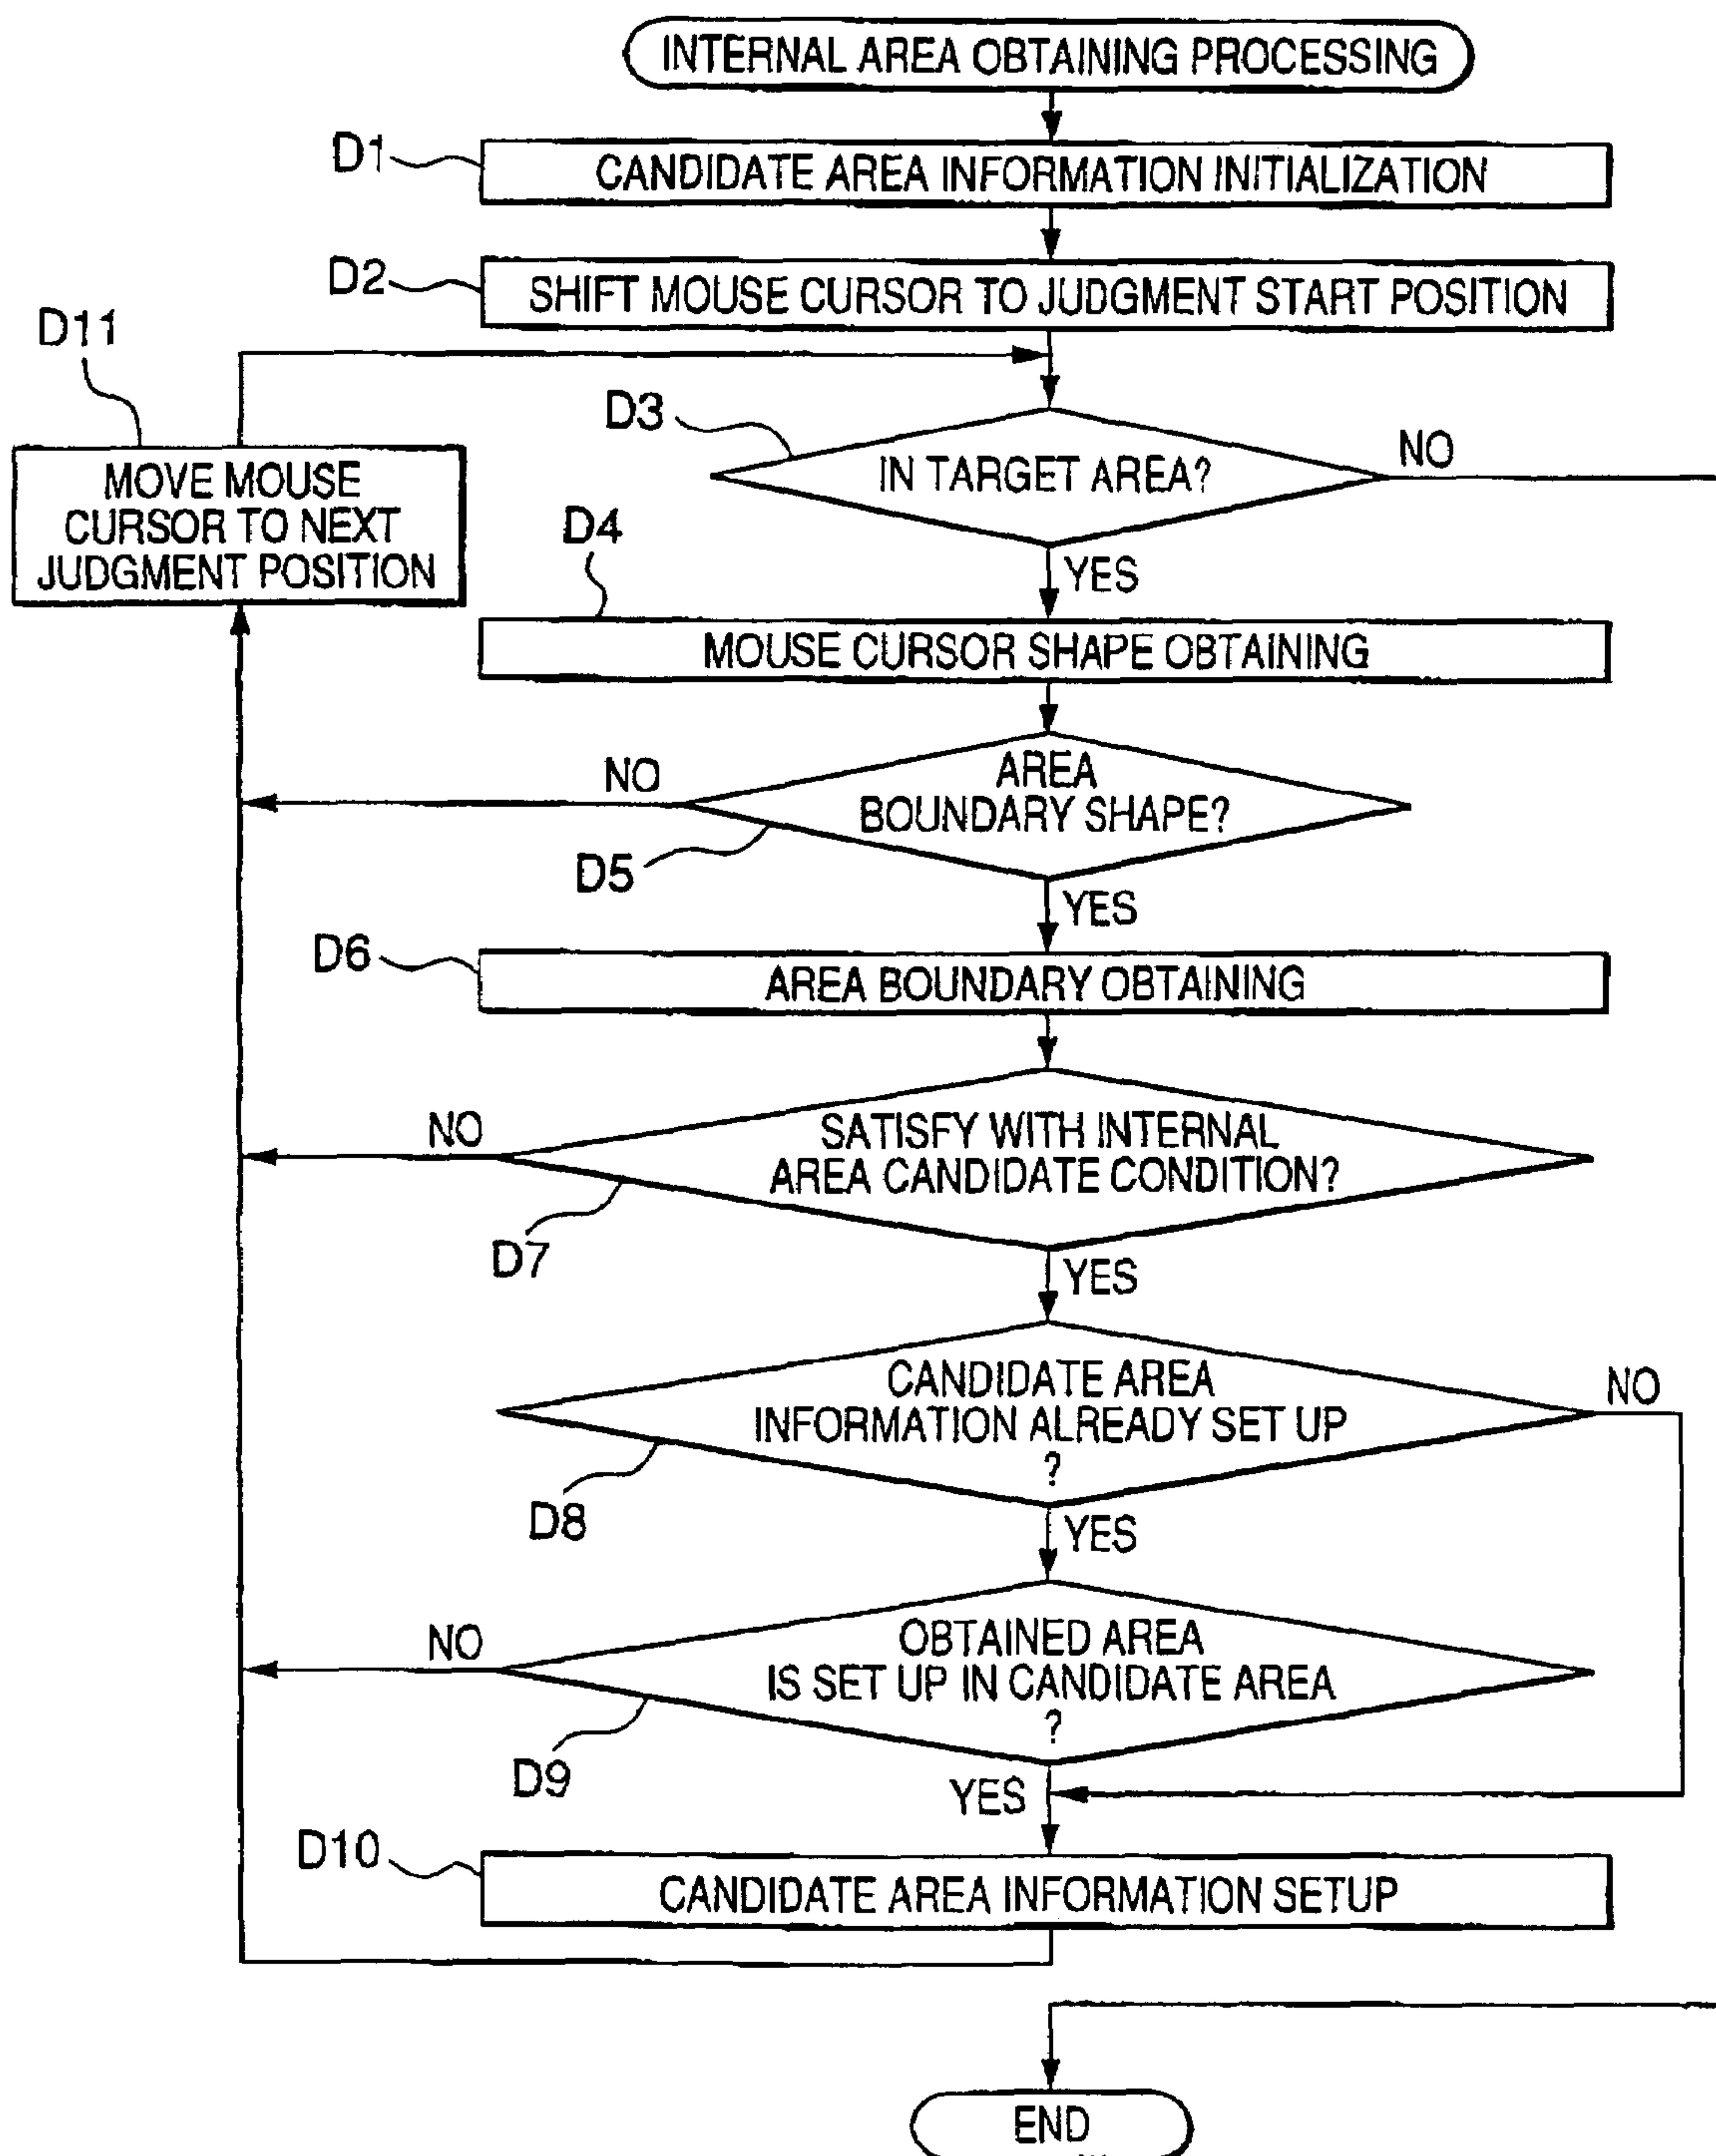 INTERNAL AREA OBTAINING PROCESSING
D1
CANDIDATE AREA INFORMATION INITIALIZATION
D2
SHIFT MOUSE CURSOR TO JUDGMENT START POSITION
D11
MOVE MOUSE
CURSOR TO NEXT
JUDGMENT POSITION
D3
IN TARGET AREA?
NO
YES
D4
MOUSE CURSOR SHAPE OBTAINING
AREA
BOUNDARY SHAPE?
NO
D5
YES
D6
AREA BOUNDARY OBTAINING
SATISFY WITH INTERNAL
AREA CANDIDATE CONDITION?
NO
D7
YES
CANDIDATE AREA
INFORMATION ALREADY SET UP
?
NO
D8
YES
OBTAINED AREA
IS SET UP IN CANDIDATE AREA
?
NO
D9
YES
D10
CANDIDATE AREA INFORMATION SETUP
END